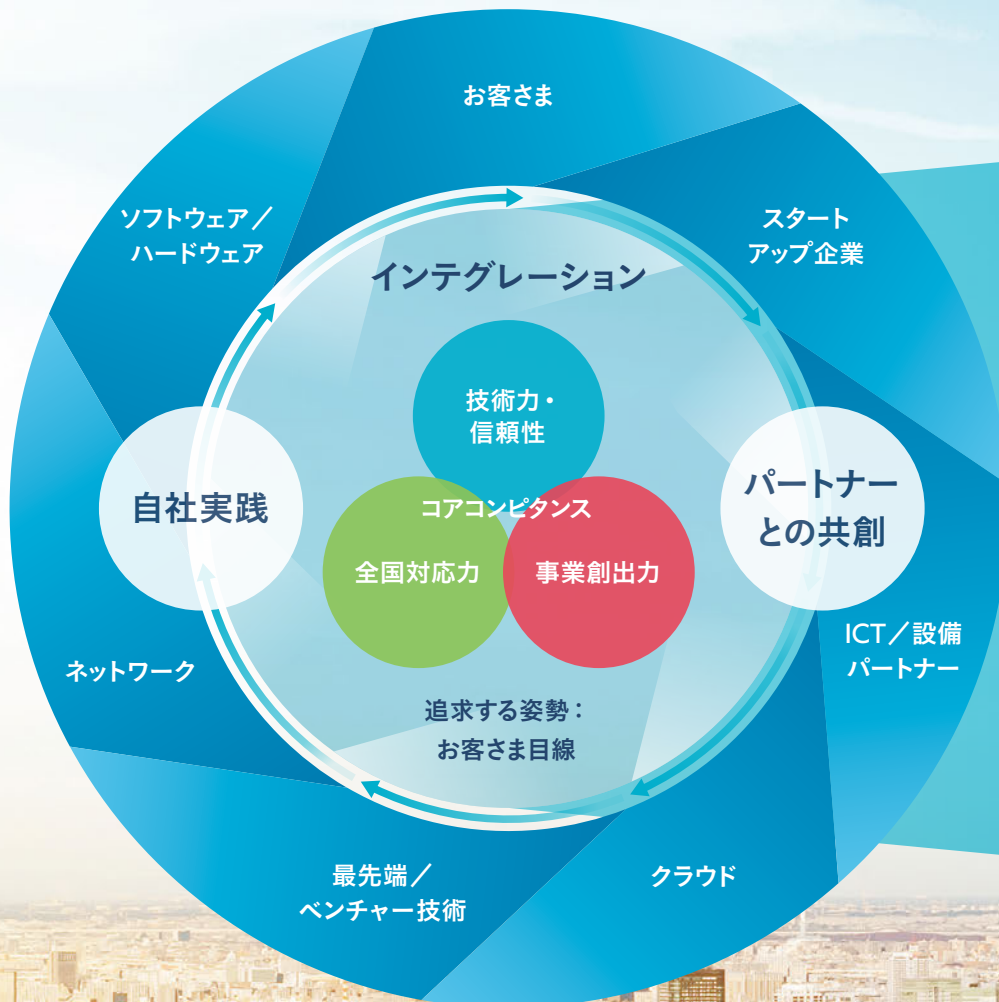 お客さま
ソフトウェア／
ハードウェア
スタート
アップ企業
インテグレーション
技術力・
信頼性
自社実践
コアコンピタンス
パートナー
との共創
全国対応力
事業創出力
ICT／設備
パートナー
ネットワーク
追求する姿勢：
お客さま目線
最先端／
ベンチャー技術
クラウド